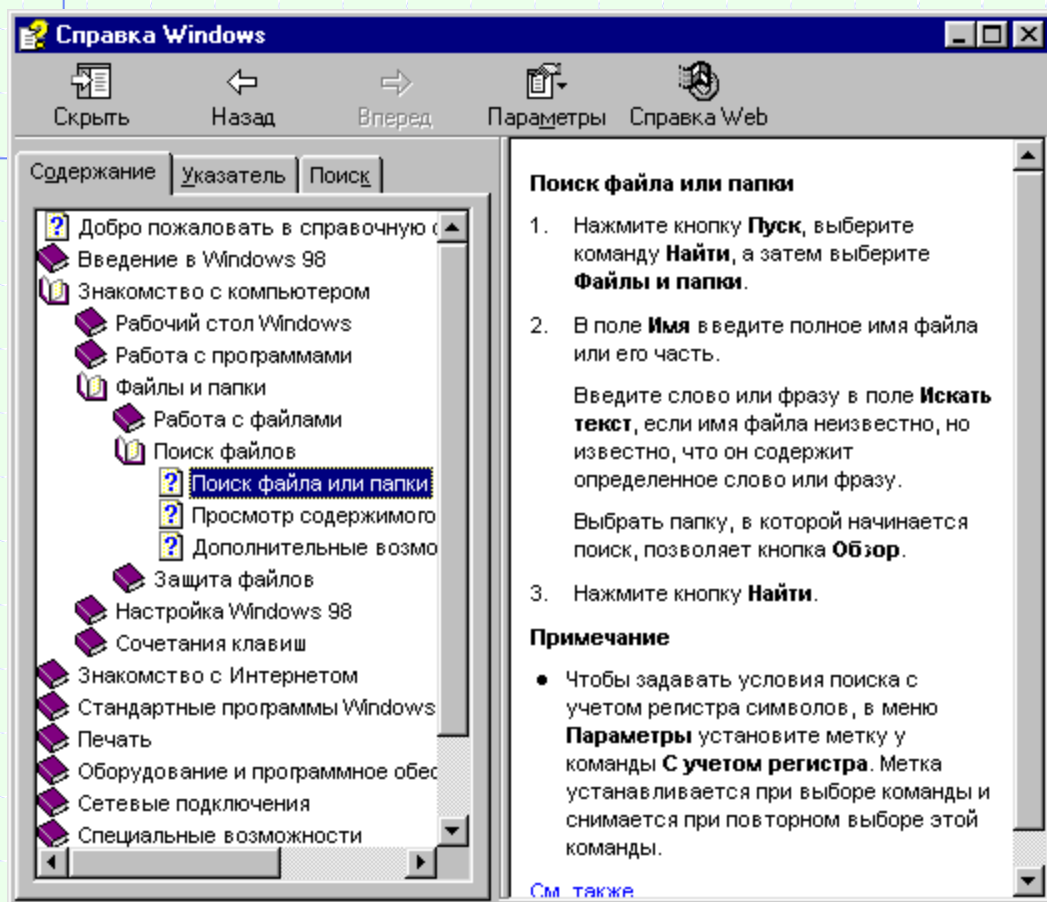 Справка Windows
Скрыть Назад Вперед Параметры Справка Web
Содержание Указатель Поиск
Добро пожаловать в справочную
Введение в Windows 98
Знакомство с компьютером
Рабочий стол Windows
Работа с программами
Файлы и папки
Работа с файлами
Поиск файлов
Поиск файла или папки
Просмотр содержимого
Дополнительные возмо
Защита файлов
Настройка Windows 98
Сочетания клавиш
Знакомство с Интернетом
Стандартные программы Windows
Печать
Оборудование и программное обес
Сетевые подключения
Специальные возможности
Поиск файла или папки
1. Нажмите кнопку Пуск, выберите
команду Найти, а затем выберите
Файлы и папки.
2. В поле Имя введите полное имя файла
или его часть.
Введите слово или фразу в поле Искать
текст, если имя файла неизвестно, но
известно, что он содержит
определенное слово или фразу.
Выбрать папку, в которой начинается
поиск, позволяет кнопка Обзор.
3. Нажмите кнопку Найти.
Примечание
• Чтобы задавать условия поиска с
учетом регистра символов, в меню
Параметры установите метку у
команды С учетом регистра. Метка
устанавливается при выборе команды и
снимается при повторном выборе этой
команды.
См. также